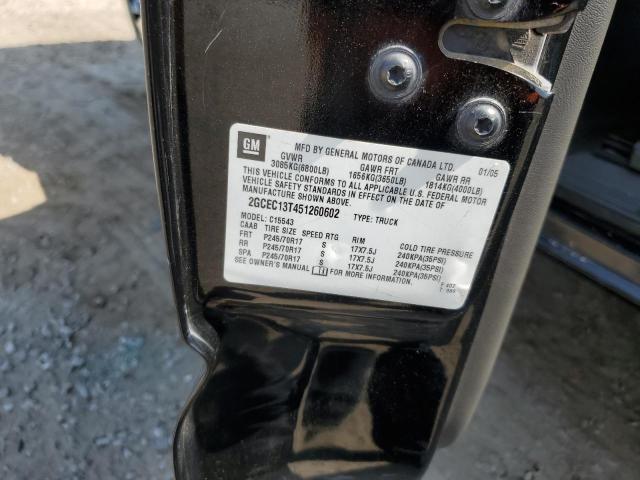 GM
MFD BY GENERAL MOTORS OF CANADA LTD. 01/05
GVWR GAWR FRT GAWR RR
3085KG(6800LB) 1656KG(3650LB) 1814KG(4000LB)
THIS VEHICLE CONFORMS TO ALL APPLICABLE U.S. FEDERAL MOTOR
VEHICLE SAFETY STANDARDS IN EFFECT ON THE DATE OF
MANUFACTURE SHOWN ABOVE.
2GCEC13T451260602 TYPE: TRUCK
MODEL: C15543
CAAB TIRE SIZE SPEED RTG RIM COLD TIRE PRESSURE
FRT P245/70R17 S 17X7.5J 240KPA(35PSI)
RR P245/70R17 S 17X7.5J 240KPA(35PSI)
SPA P245/70R17 S 17X7.5J 240KPA(35PSI)
SEE OWNER'S MANUAL FOR MORE INFORMATION.